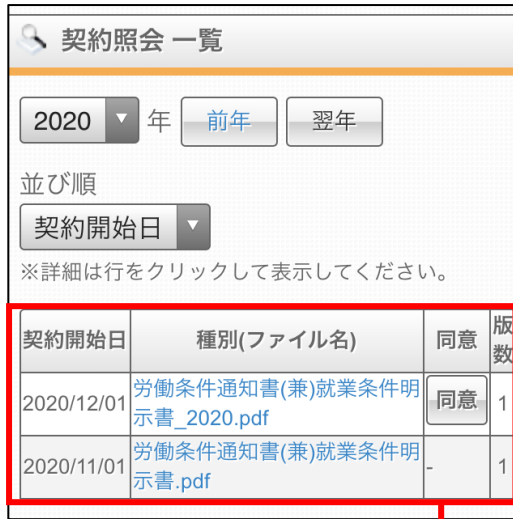 契約照会 一覧
2020 年 前年 翌年
並び順
契約開始日
※詳細は行をクリックして表示してください。
契約開始日 種別(ファイル名) 同意 版数
2020/12/01 労働条件通知書(兼)就業条件明
示書_2020.pdf 同意 1
2020/11/01 労働条件通知書(兼)就業条件明
示書.pdf - 1